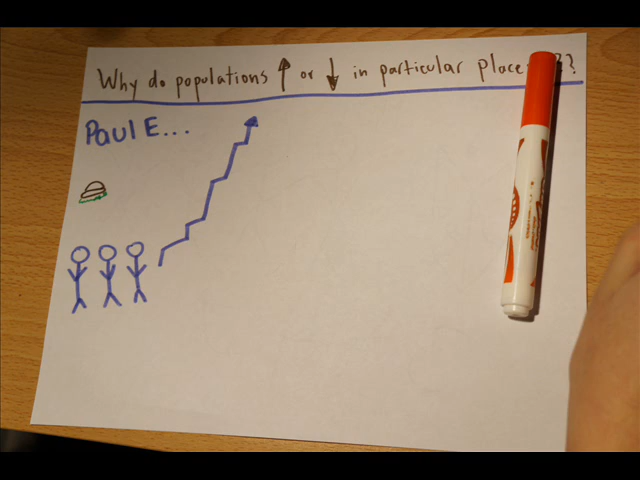 Why do populations ↑ or ↓ in particular place ??
Paul E...